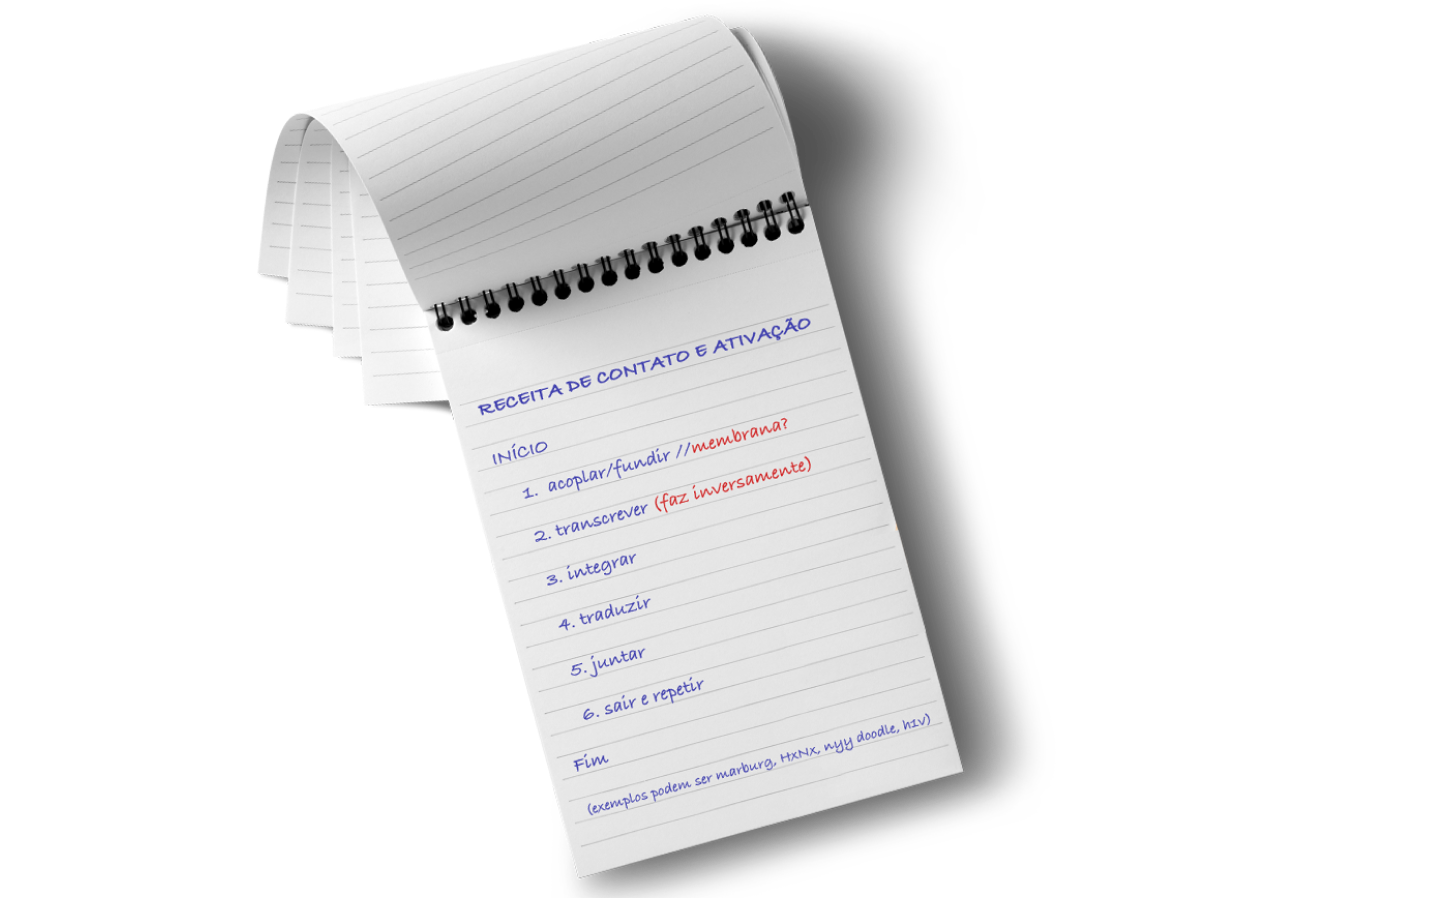 RECEITA DE CONTATO E ATIVAÇÃO
INÍCIO
1. acoplar/fundir //membrana?
2. transcrever (faz inversamente)
3. integrar
4. traduzir
5. juntar
6. sair e repetir
Fim
(exemplos podem ser marburg, HxNx, nyy doodle, h1v)